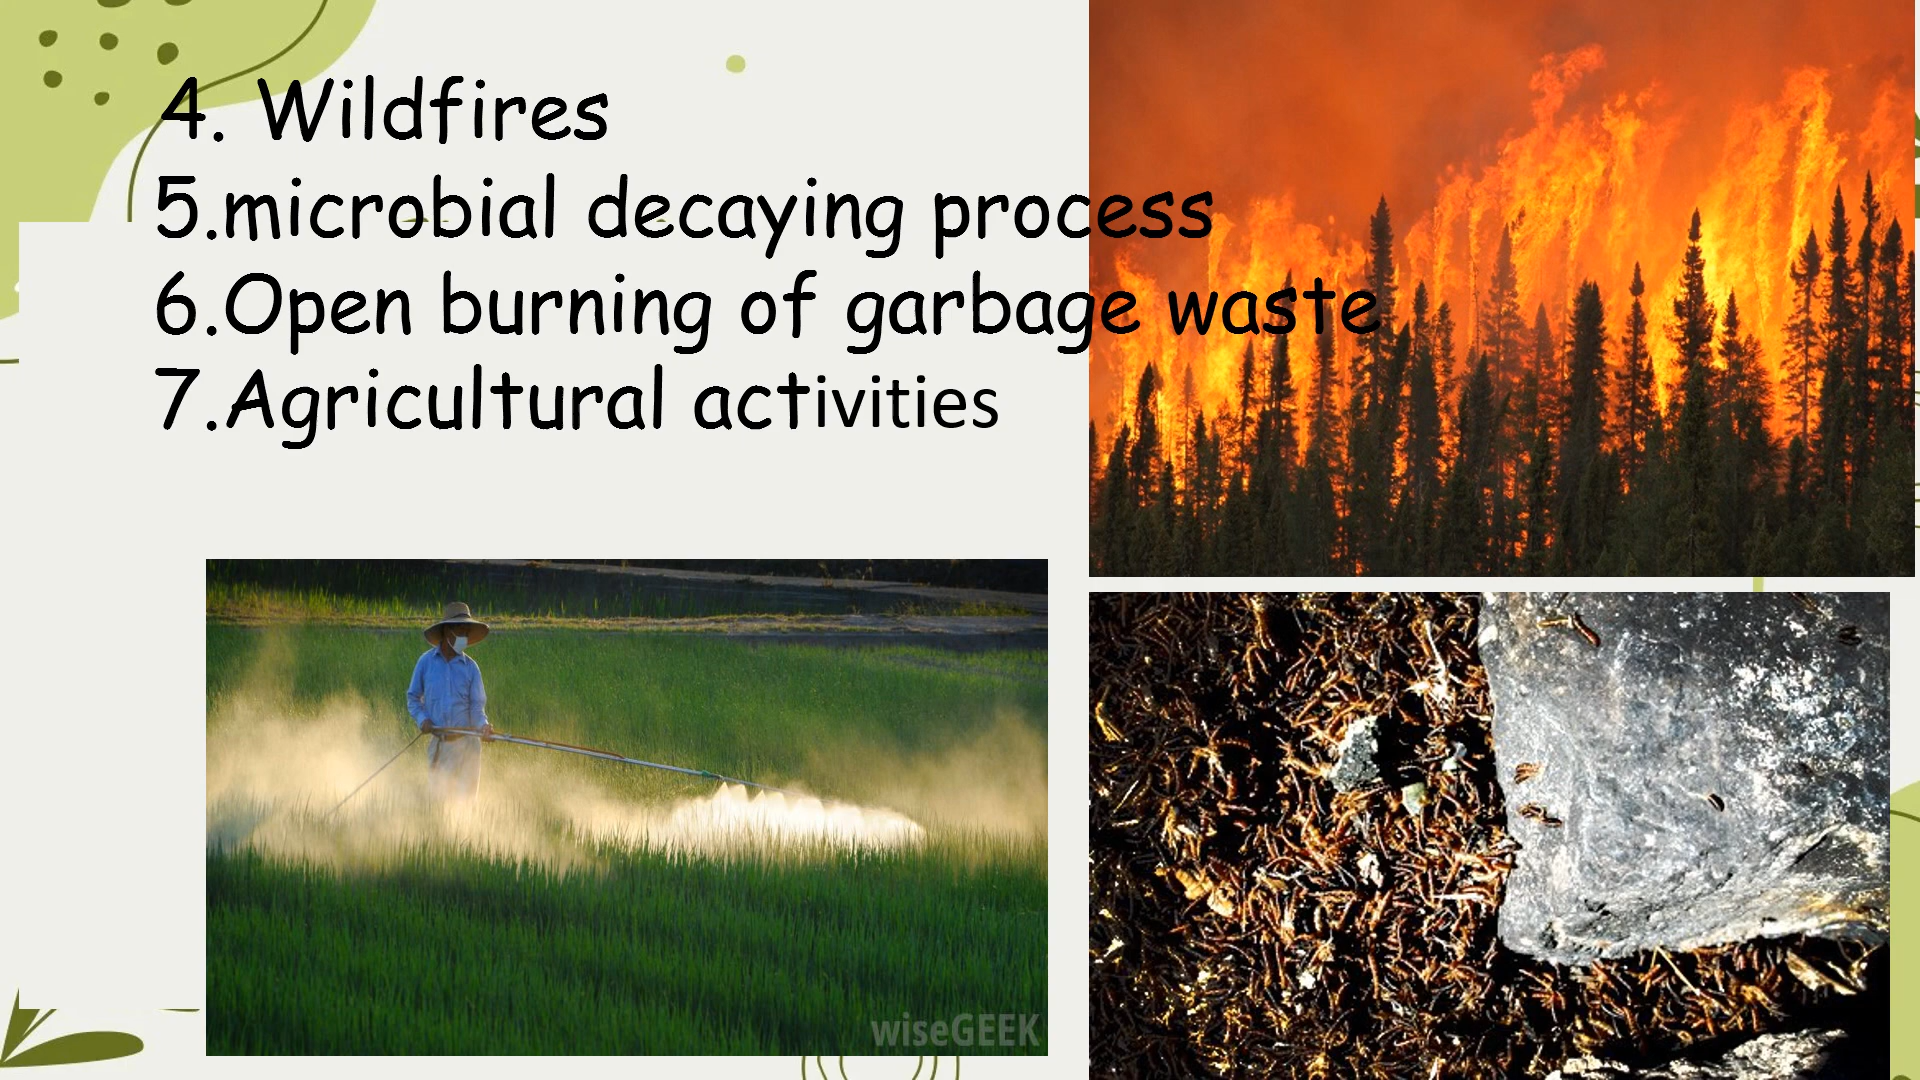 4. Wildfires
5.microbial decaying process
6.Open burning of garbage waste
7.Agricultural activities
wiseGEEK